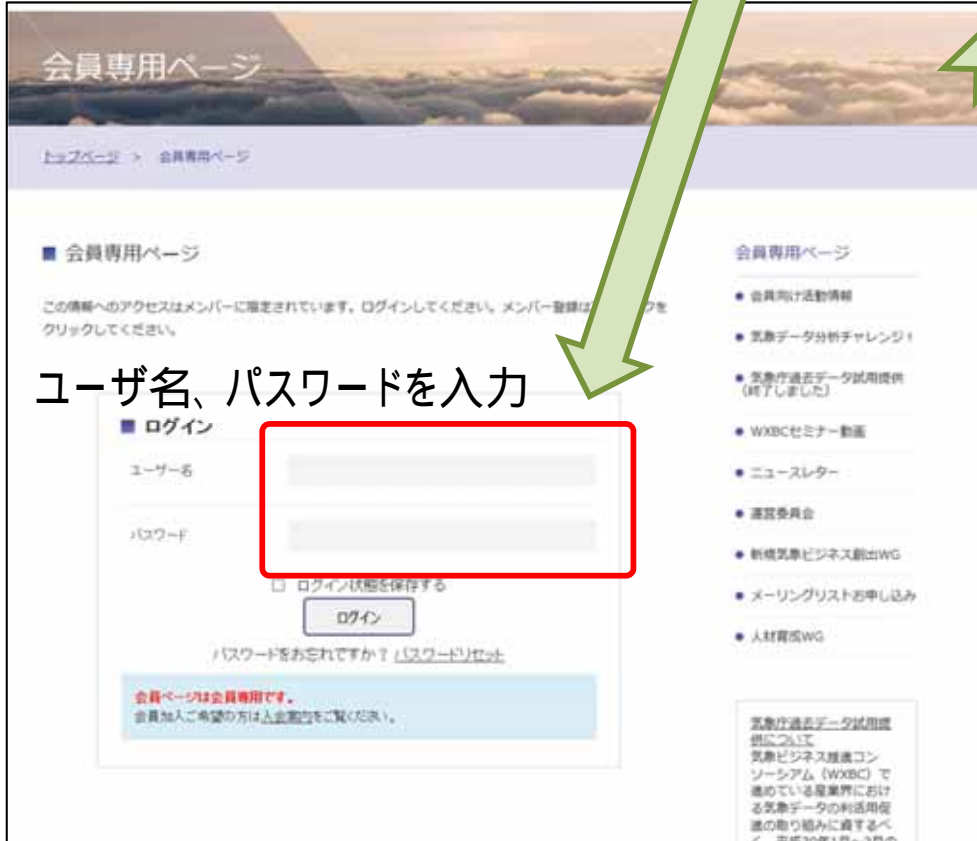 会員専用ページ
トップページ > 会員専用ページ
■ 会員専用ページ
この情報へのアクセスはメンバーに限定されています。ログインしてください。メンバー登録は
クリックしてください。
ユーザ名、パスワードを入力
■ ログイン
ユーザー名
パスワード
□ ログイン状態を保存する
ログイン
パスワードをお忘れですか？ パスワードリセット
会員ページは会員専用です。
会員加入ご希望の方は入会案内をご覧ください。
会員専用ページ
● 会員向け活動情報
● 気象データ分析チャレンジ！
● 気象庁過去データ試用提供
（終了しました）
● WXBCセミナー動画
● ニュースレター
● 運営委員会
● 新規気象ビジネス創出WG
● メーリングリストお申し込み
● 人材育成WG
気象庁過去データ試用提
供について
気象ビジネス推進コン
ソーシアム（WXBC）で
進めている産業界におけ
る気象データの利活用促
進の取り組みに資するべ